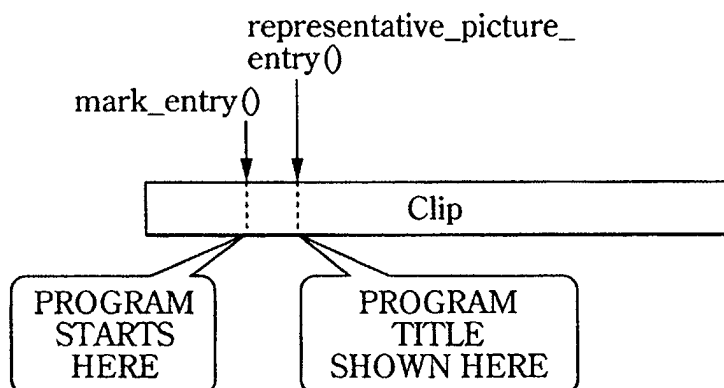 representative_picture_
entry()
mark_entry()
Clip
PROGRAM
STARTS
HERE
PROGRAM
TITLE
SHOWN HERE